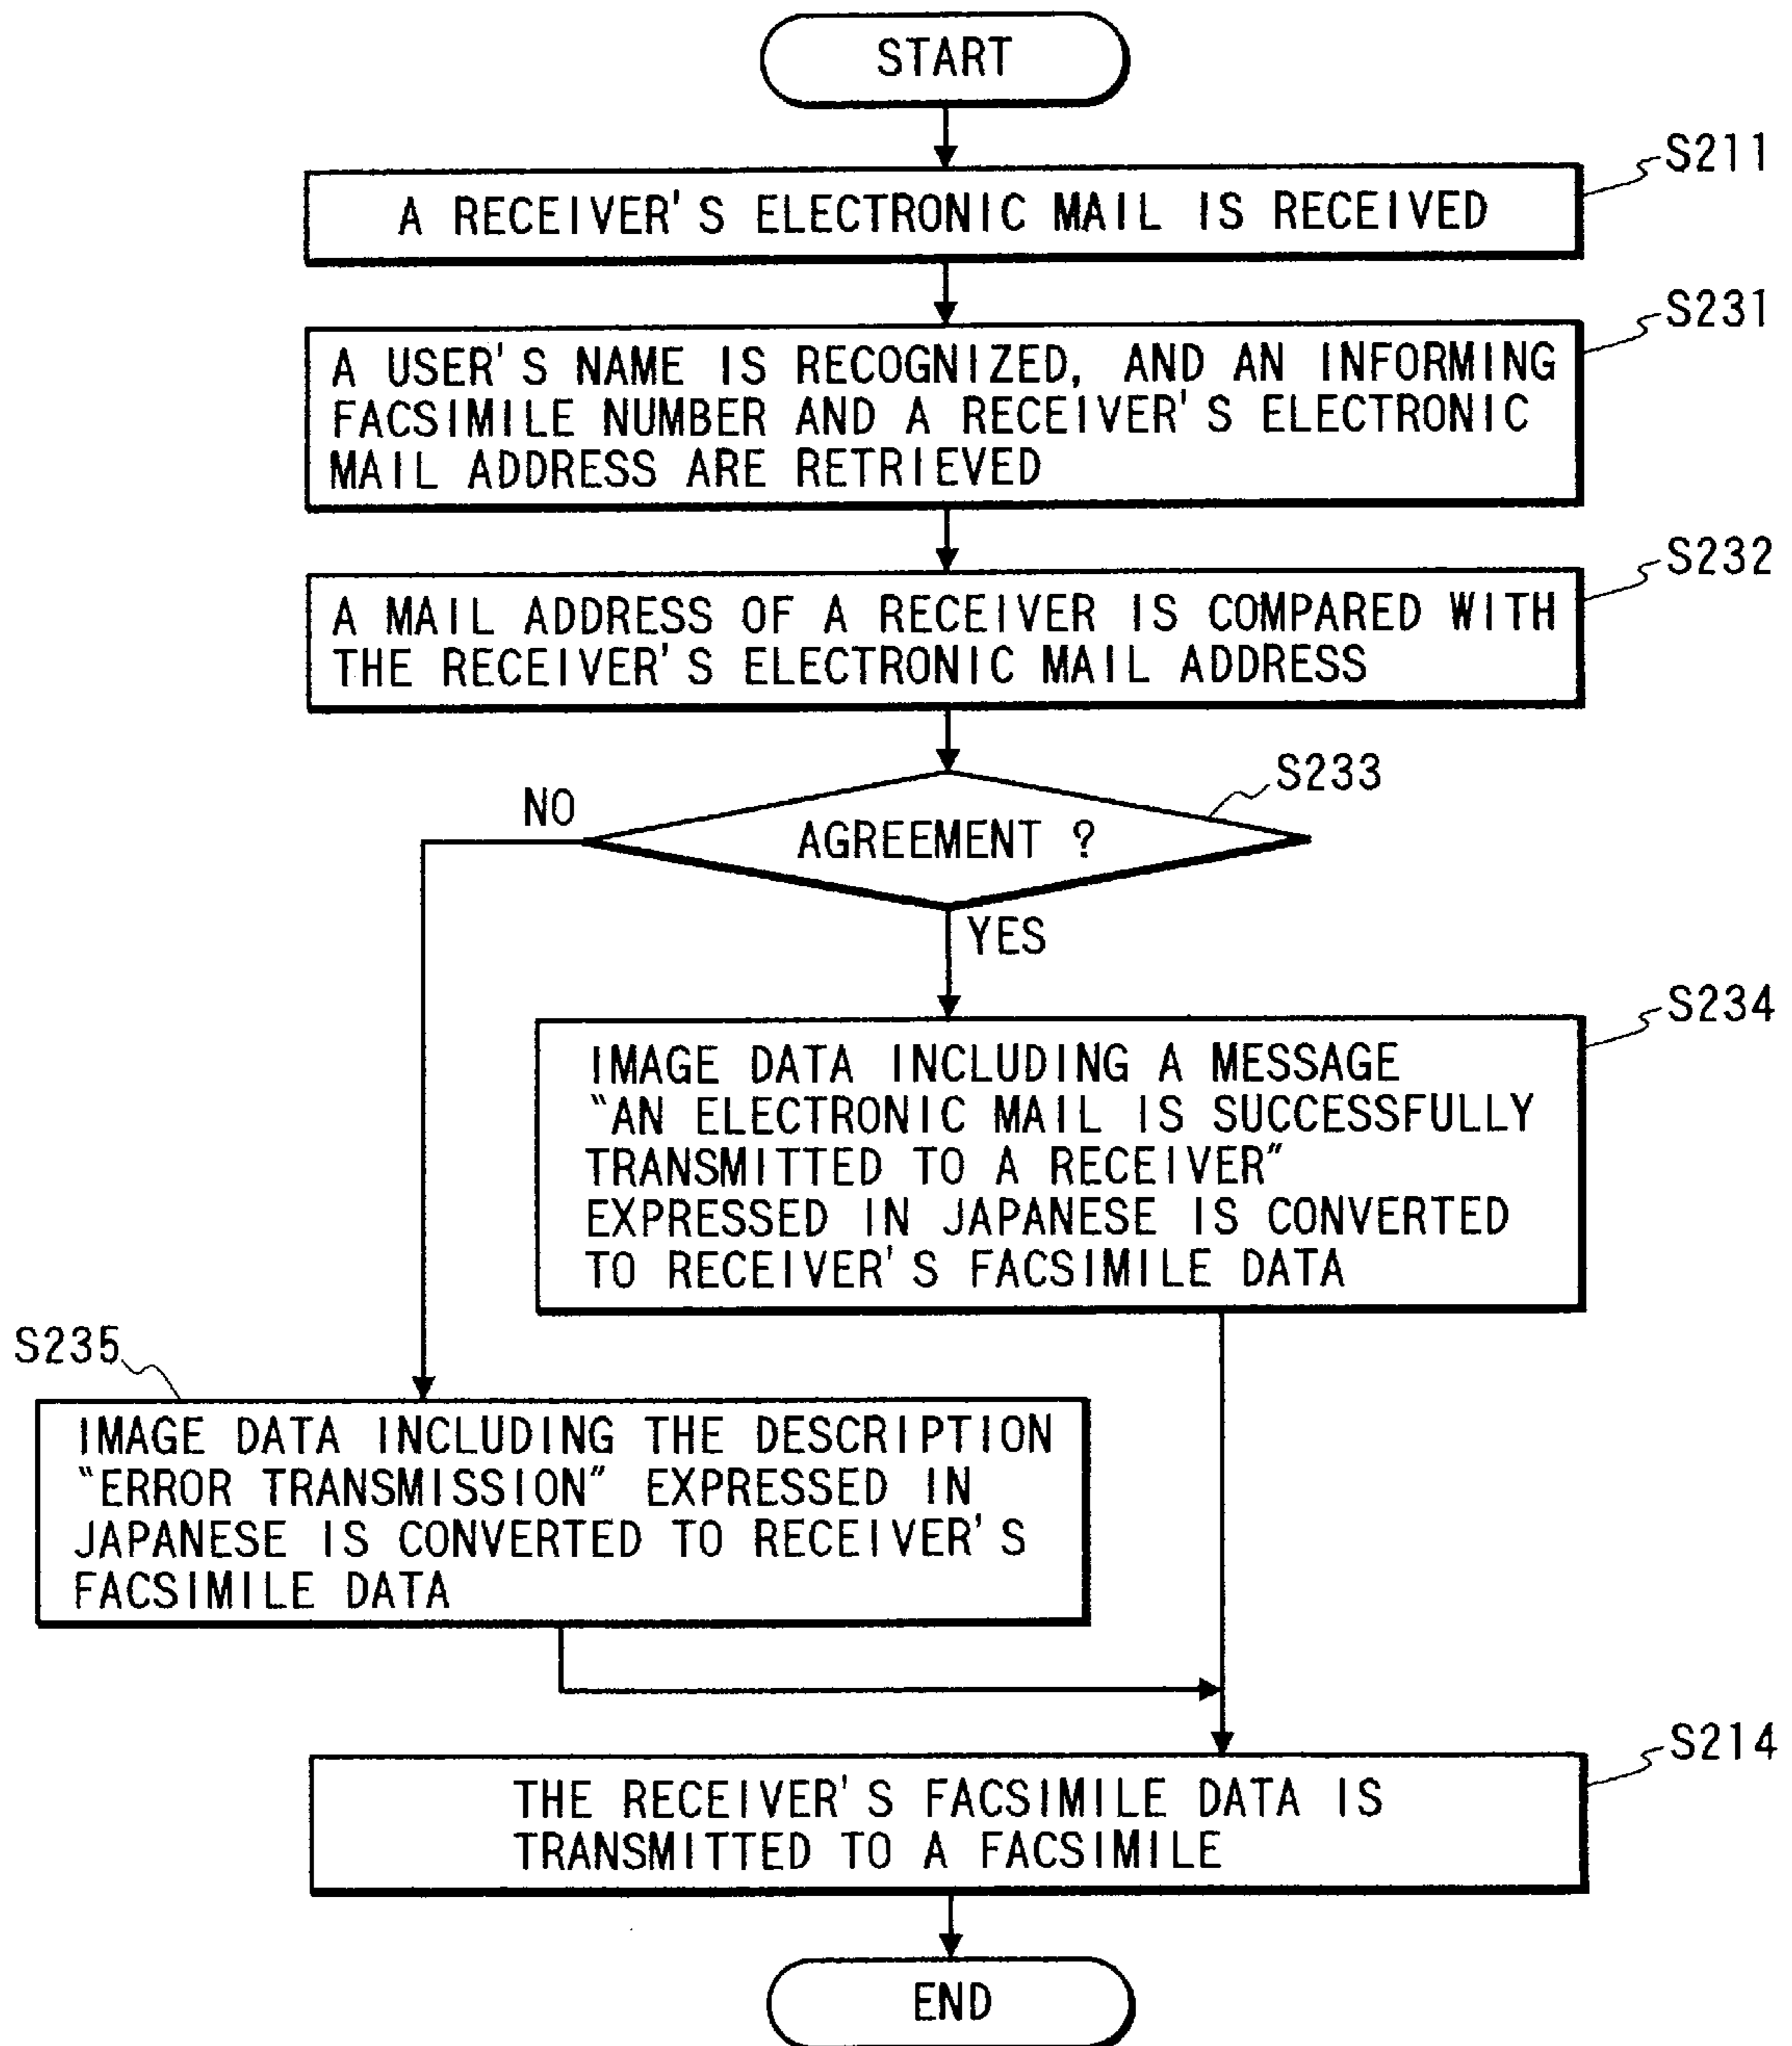 START
S211
A RECEIVER'S ELECTRONIC MAIL IS RECEIVED
S231
A USER'S NAME IS RECOGNIZED, AND AN INFORMING
FACSIMILE NUMBER AND A RECEIVER'S ELECTRONIC
MAIL ADDRESS ARE RETRIEVED
S232
A MAIL ADDRESS OF A RECEIVER IS COMPARED WITH
THE RECEIVER'S ELECTRONIC MAIL ADDRESS
S233
NO
AGREEMENT ?
YES
S234
IMAGE DATA INCLUDING A MESSAGE
"AN ELECTRONIC MAIL IS SUCCESSFULLY
TRANSMITTED TO A RECEIVER"
EXPRESSED IN JAPANESE IS CONVERTED
TO RECEIVER'S FACSIMILE DATA
S235
IMAGE DATA INCLUDING THE DESCRIPTION
"ERROR TRANSMISSION" EXPRESSED IN
JAPANESE IS CONVERTED TO RECEIVER'S
FACSIMILE DATA
S214
THE RECEIVER'S FACSIMILE DATA IS
TRANSMITTED TO A FACSIMILE
END